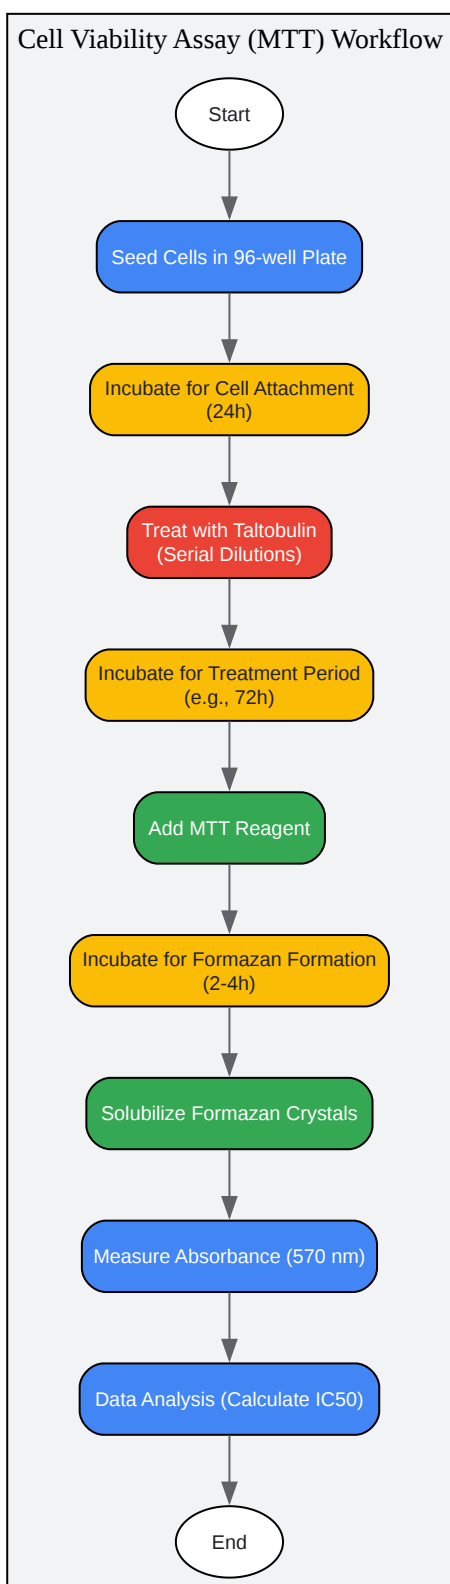 Cell Viability Assay (MTT) Workflow
Start
Seed Cells in 96-well Plate
Incubate for Cell Attachment
(24h)
Treat with Taltobulin
(Serial Dilutions)
Incubate for Treatment Period
(e.g., 72h)
Add MTT Reagent
Incubate for Formazan Formation
(2-4h)
Solubilize Formazan Crystals
Measure Absorbance (570 nm)
Data Analysis (Calculate IC50)
End